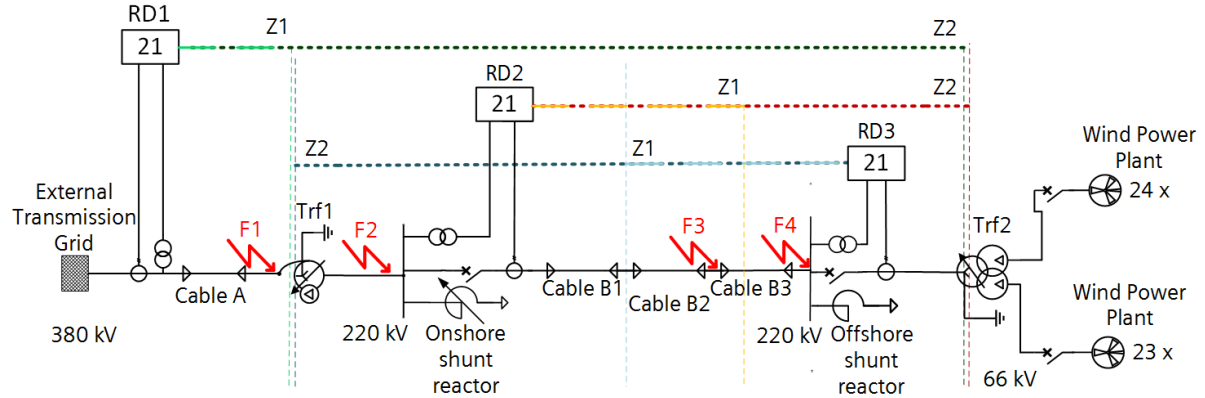 RD1
Z1
Z2
21
RD2
Z1
Z2
21
RD3
Z2
Z1
21
Wind Power
Plant
24 x
External
Transmission
Grid
F1
Trf1
F2
F3
F4
Trf2
Cable A
Cable B1
Cable B2
Cable B3
380 kV
220 kV
Onshore
shunt
reactor
220 kV
Offshore
shunt
reactor
66 kV
Wind Power
Plant
23 x